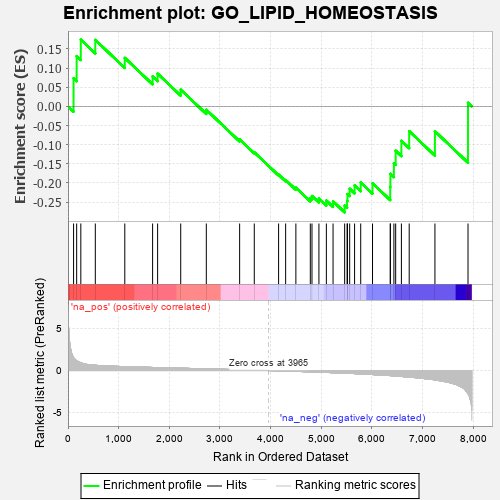 Enrichment plot: GO_LIPID_HOMEOSTASIS
Enrichment score (ES)
0.15
0.10
0.05
0.00
-0.05
-0.10
-0.15
-0.20
-0.25
'na_pos' (positively correlated)
Ranked list metric (PreRanked)
5
0
-5
Zero cross at 3965
'na_neg' (negatively correlated)
0 1,000 2,000 3,000 4,000 5,000 6,000 7,000 8,000
Rank in Ordered Dataset
Enrichment profile Hits Ranking metric scores